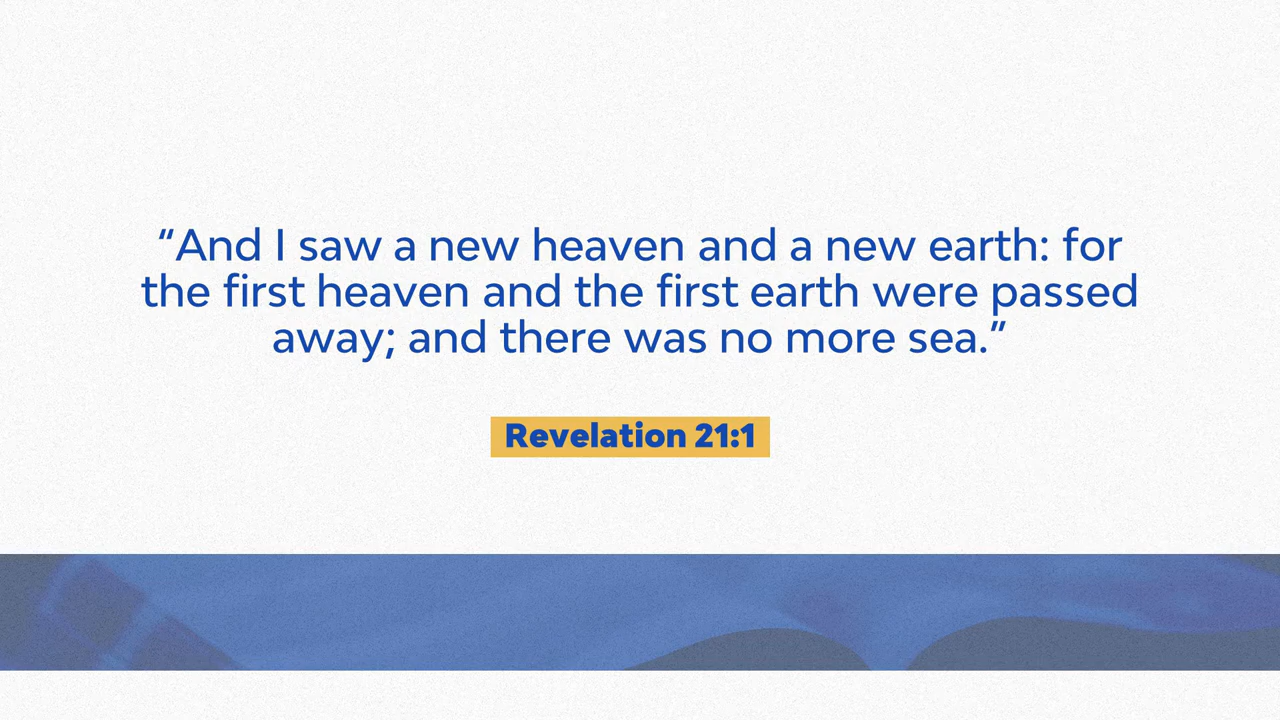 “And I saw a new heaven and a new earth: for
the first heaven and the first earth were passed
away; and there was no more sea.”
Revelation 21:1